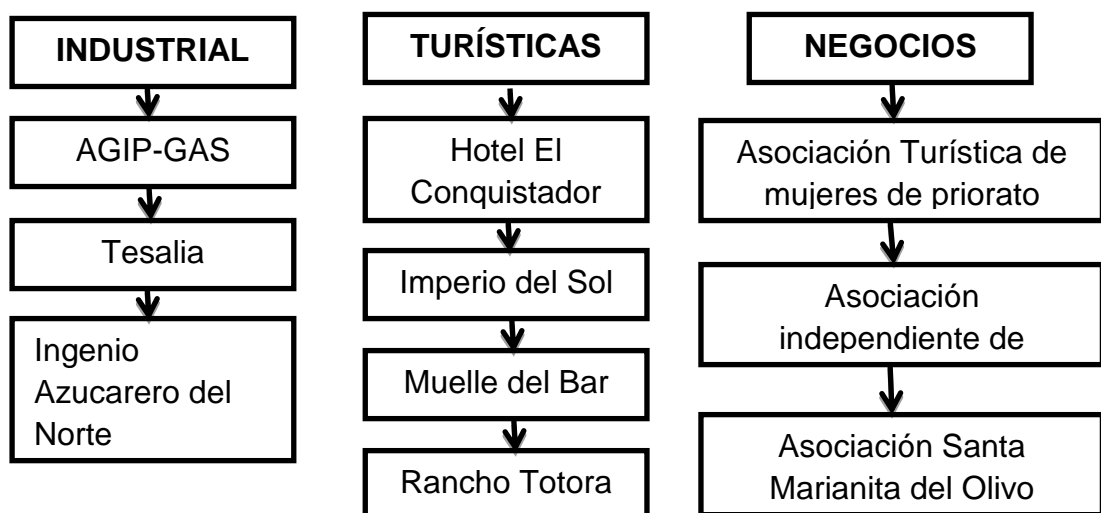 INDUSTRIAL
AGIP-GAS
Tesalia
Ingenio
Azucarero del
Norte
TURÍSTICAS
Hotel El
Conquistador
Imperio del Sol
Muelle del Bar
Rancho Totora
NEGOCIOS
Asociación Turística de
mujeres de priorato
Asociación
independiente de
Asociación Santa
Marianita del Olivo